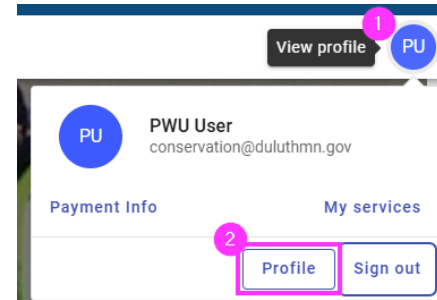 1
View profile
PU
PU
PWU User
conservation@duluthmn.gov
Payment Info
My services
2
Profile
Sign out